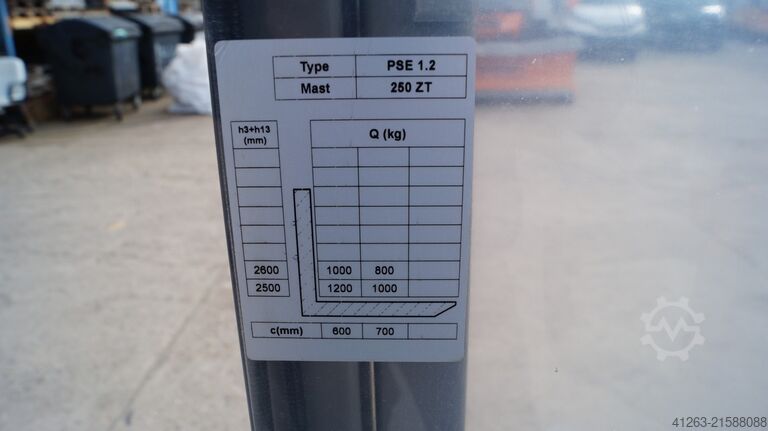 Type PSE 1.2
Mast 250 ZT
h3+h13 (mm) Q (kg)
2600 1000 800
2500 1200 1000
c(mm) 600 700
41263-21588088